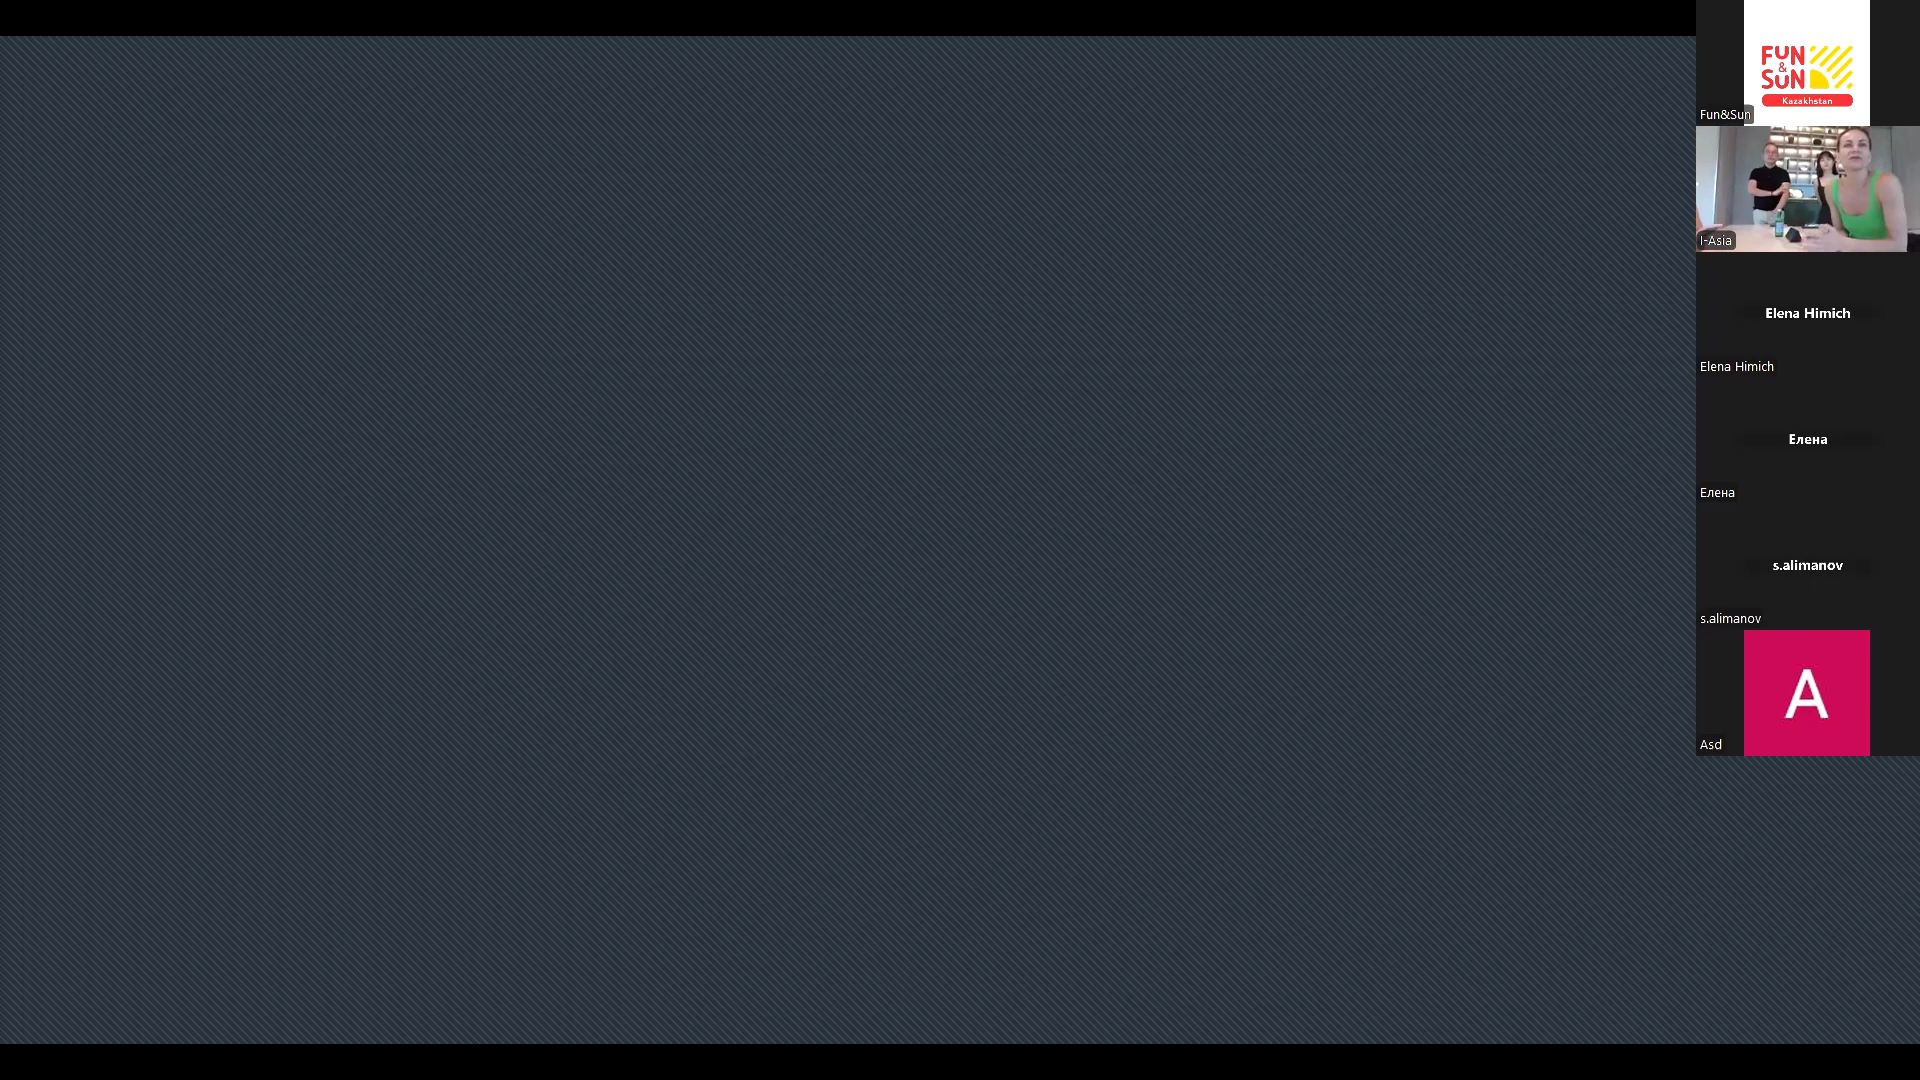 FUN
&
SUN
Kazakhstan
Fun&Sun
I-Asia
Elena Himich
Elena Himich
Елена
Елена
s.alimanov
s.alimanov
A
Asd